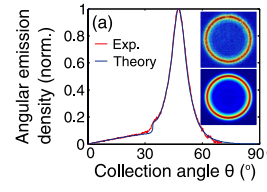 1
(a)
Exp.
Theory
0.8
0.6
0.4
0.2
0
0 30 60 90
Angular emission
density (norm.)
Collection angle θ (°)